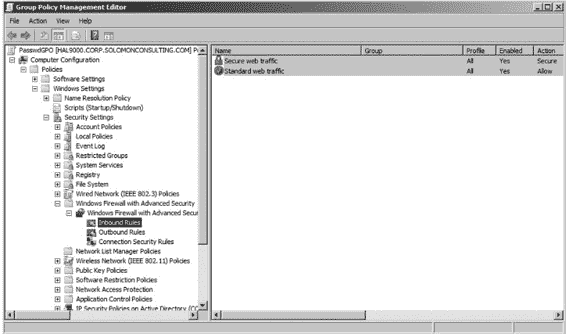 Group Policy Management Editor
File Action View Help
PasswdGPO [HAL9000.CORP.SOLOMONCONSULTING.COM] P
Computer Configuration
Policies
Software Settings
Windows Settings
Name Resolution Policy
Scripts (Startup/Shutdown)
Security Settings
Account Policies
Local Policies
Event Log
Restricted Groups
System Services
Registry
File System
Wired Network (IEEE 802.3) Policies
Windows Firewall with Advanced Security
Windows Firewall with Advanced Secur
Inbound Rules
Outbound Rules
Connection Security Rules
Network List Manager Policies
Wireless Network (IEEE 802.11) Policies
Public Key Policies
Software Restriction Policies
Network Access Protection
Application Control Policies
IP Security Policies on Active Directory (CO
Name Group Profile Enabled Action
Secure web traffic All Yes Secure
Standard web traffic All Yes Allow